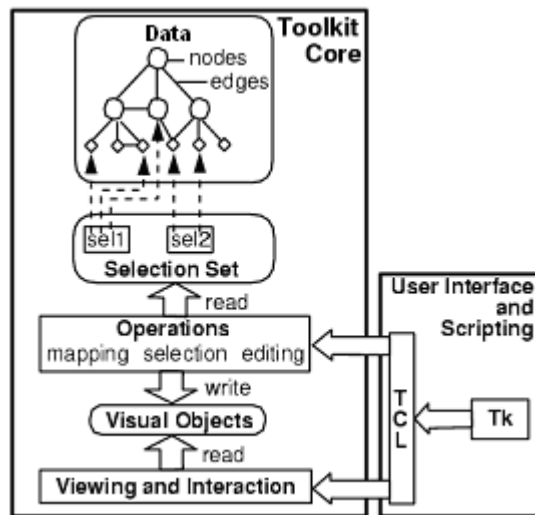 Data
Toolkit
Core
nodes
edges
sel1
sel2
Selection Set
read
User Interface
and
Scripting
Operations
mapping selection editing
write
Visual Objects
TCL
Tk
read
Viewing and Interaction